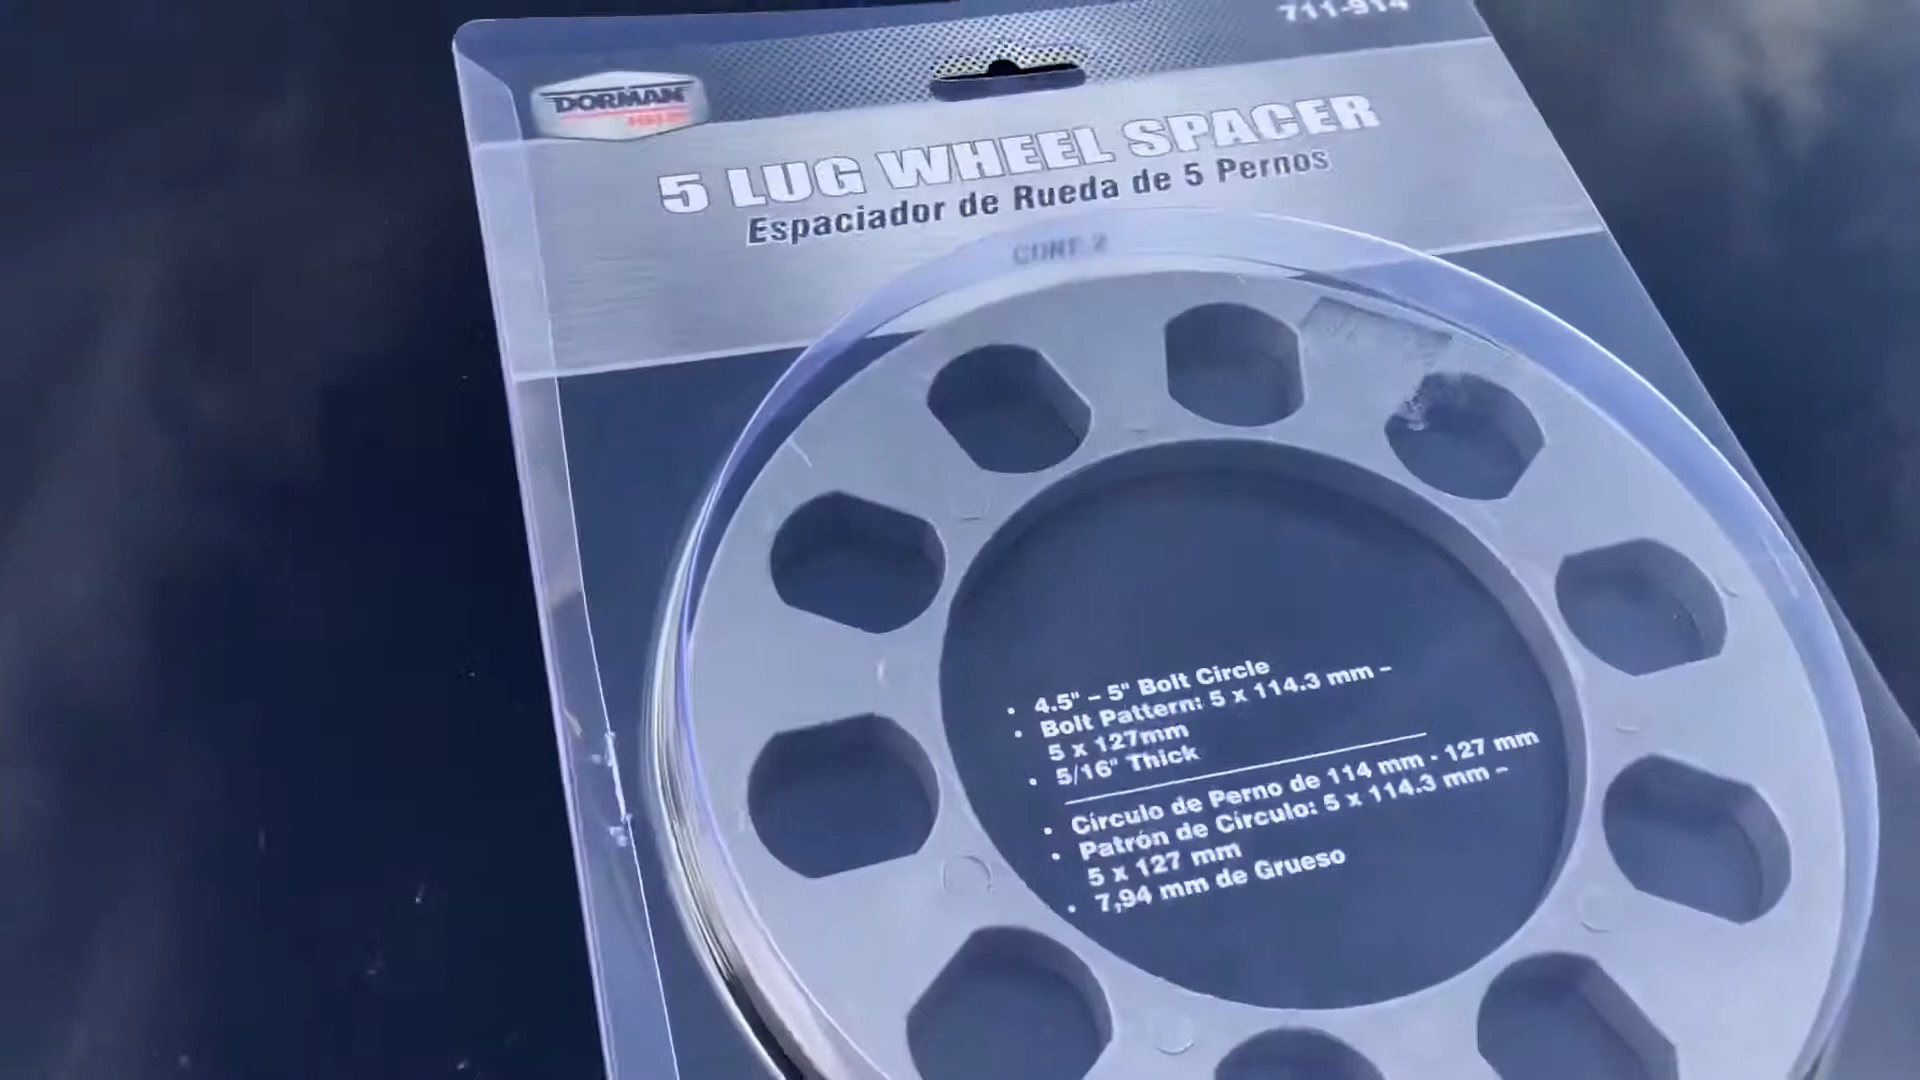 711-914
DORMAN
HELP!
5 LUG WHEEL SPACER
Espaciador de Rueda de 5 Pernos
CONT 2
• 4.5" – 5" Bolt Circle
• Bolt Pattern: 5 x 114.3 mm –
5 x 127mm
• 5/16" Thick
• Círculo de Perno de 114 mm - 127 mm
• Patrón de Círculo: 5 x 114.3 mm –
5 x 127 mm
• 7,94 mm de Grueso